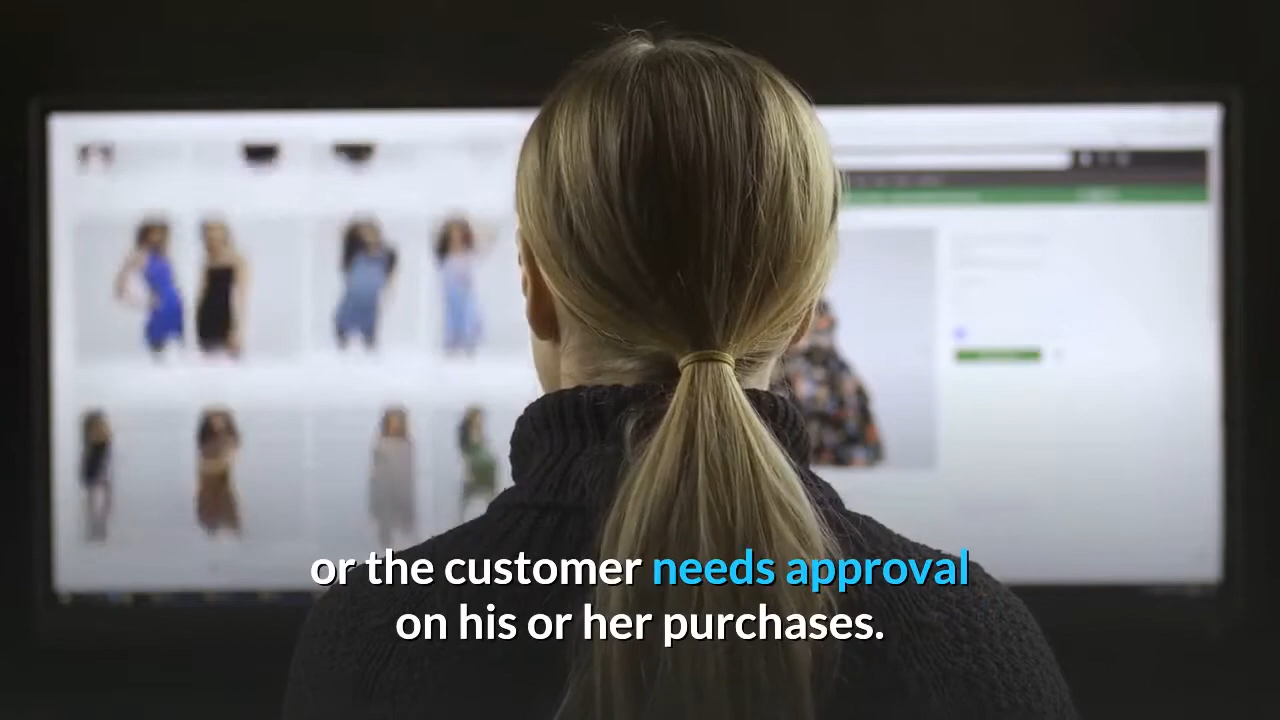 or the customer needs approval
on his or her purchases.